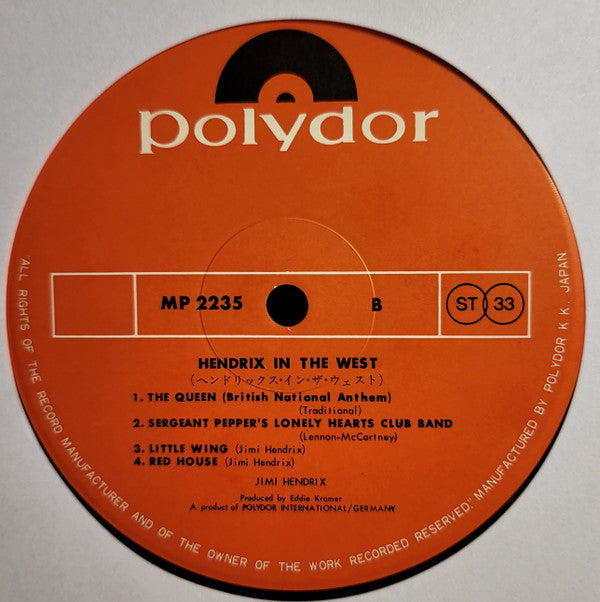 polydor
MP 2235 B ST 33
HENDRIX IN THE WEST
(ヘンドリックス・イン・ザ・ウェスト)
1. THE QUEEN (British National Anthem)
(Traditional)
2. SERGEANT PEPPER'S LONELY HEARTS CLUB BAND
(Lennon-McCartney)
3. LITTLE WING (Jimi Hendrix)
4. RED HOUSE (Jimi Hendrix)
JIMI HENDRIX
Produced by Eddie Kramer
A product of POLYDOR INTERNATIONAL/GERMANY
"ALL RIGHTS OF THE RECORD MANUFACTURER AND OF THE OWNER OF THE WORK RECORDED RESERVED." MANUFACTURED BY POLYDOR K.K. JAPAN